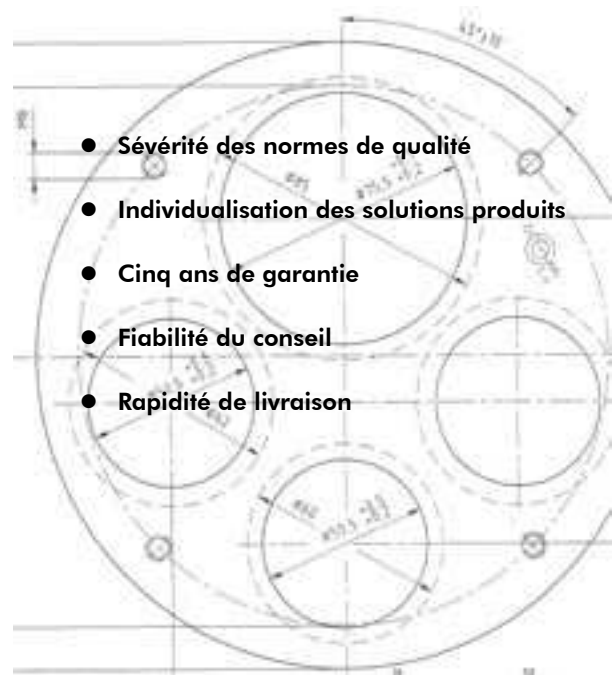 45°
● Sévérité des normes de qualité
● Individualisation des solutions produits
● Cinq ans de garantie
● Fiabilité du conseil
● Rapidité de livraison